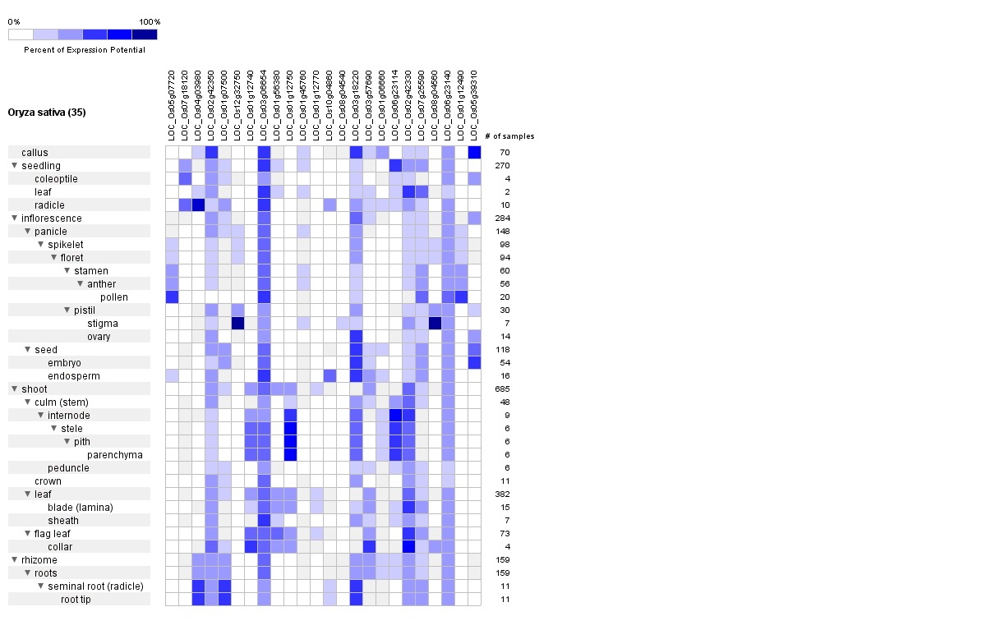 0% 100%
Percent of Expression Potential
LOC_Os05g07720
LOC_Os07g18120
LOC_Os04g03980
LOC_Os02g42350
LOC_Os01g07500
LOC_Os12g32750
LOC_Os01g12740
LOC_Os03g06654
LOC_Os01g56380
LOC_Os01g12750
LOC_Os01g45760
LOC_Os01g12770
LOC_Os10g04860
LOC_Os08g04540
LOC_Os03g18220
LOC_Os03g57690
LOC_Os01g06660
LOC_Os06g23114
LOC_Os02g42330
LOC_Os07g25590
LOC_Os08g04560
LOC_Os06g23140
LOC_Os01g12490
LOC_Os05g39310
Oryza sativa (35)
# of samples
callus 70
seedling 270
coleoptile 4
leaf 2
radicle 10
inflorescence 284
panicle 148
spikelet 98
floret 94
stamen 60
anther 56
pollen 20
pistil 30
stigma 7
ovary 14
seed 118
embryo 54
endosperm 16
shoot 685
culm (stem) 48
internode 9
stele 6
pith 6
parenchyma 6
peduncle 6
crown 11
leaf 382
blade (lamina) 15
sheath 7
flag leaf 73
collar 4
rhizome 159
roots 159
seminal root (radicle) 11
root tip 11